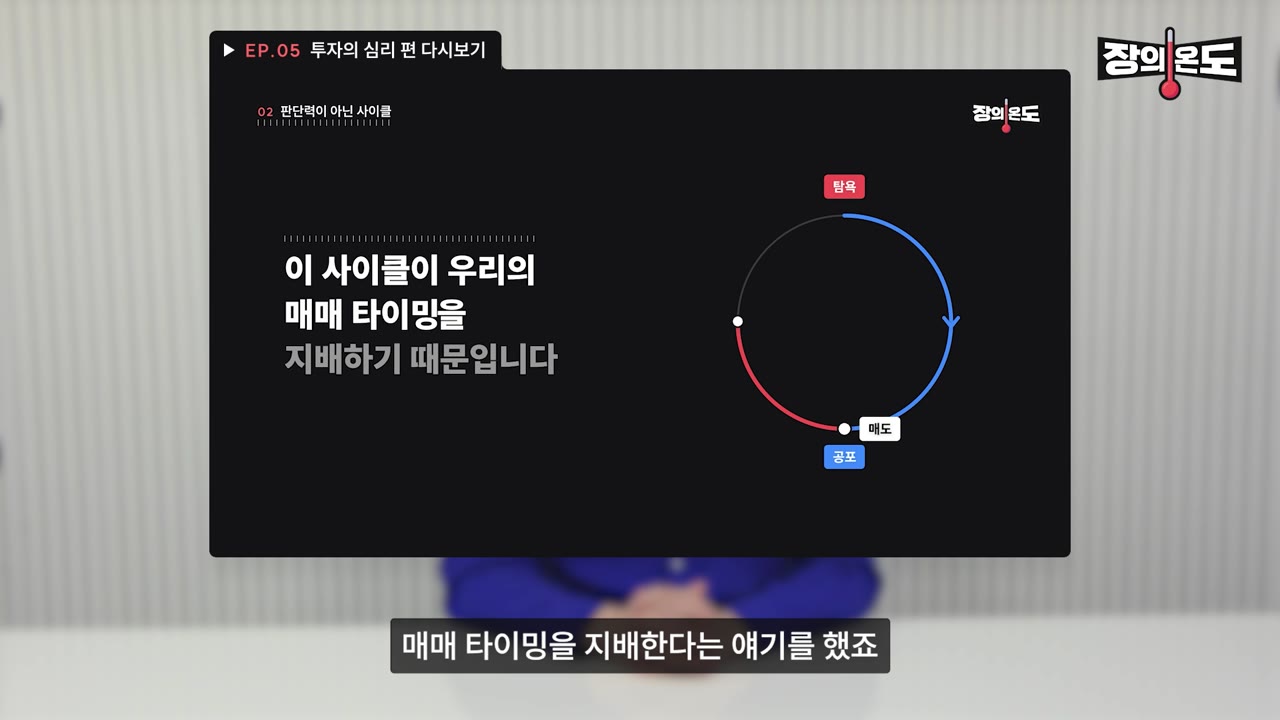 EP.05 투자의 심리 편 다시보기
장의온도
02 판단력이 아닌 사이클
장의온도
탐욕
이 사이클이 우리의
매매 타이밍을
지배하기 때문입니다
매도
공포
매매 타이밍을 지배한다는 얘기를 했죠